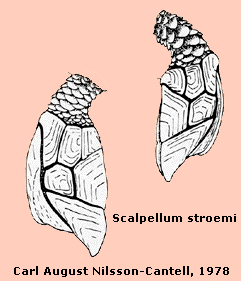 Scalpellum stroemi
Carl August Nilsson-Cantell, 1978